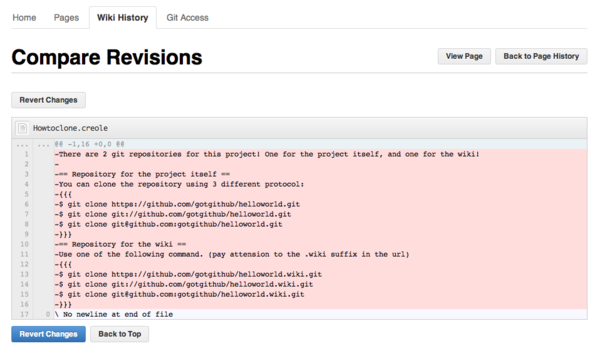 Home Pages Wiki History Git Access
Compare Revisions View Page Back to Page History
Revert Changes
Howtoclone.creole
... ... @@ -1,16 +0,0 @@
1 -There are 2 git repositories for this project! One for the project itself, and one for the wiki!
2 -
3 -== Repository for the project itself ==
4 -You can clone the repository using 3 different protocol:
5 -{{{
6 -$ git clone https://github.com/gotgithub/helloworld.git
7 -$ git clone git://github.com/gotgithub/helloworld.git
8 -$ git clone git@github.com:gotgithub/helloworld.git
9 -}}}
10 -== Repository for the wiki ==
11 -Use one of the following command. (pay attension to the .wiki suffix in the url)
12 -{{{
13 -$ git clone https://github.com/gotgithub/helloworld.wiki.git
14 -$ git clone git://github.com/gotgithub/helloworld.wiki.git
15 -$ git clone git@github.com:gotgithub/helloworld.wiki.git
16 -}}}
17 0 \ No newline at end of file
Revert Changes Back to Top